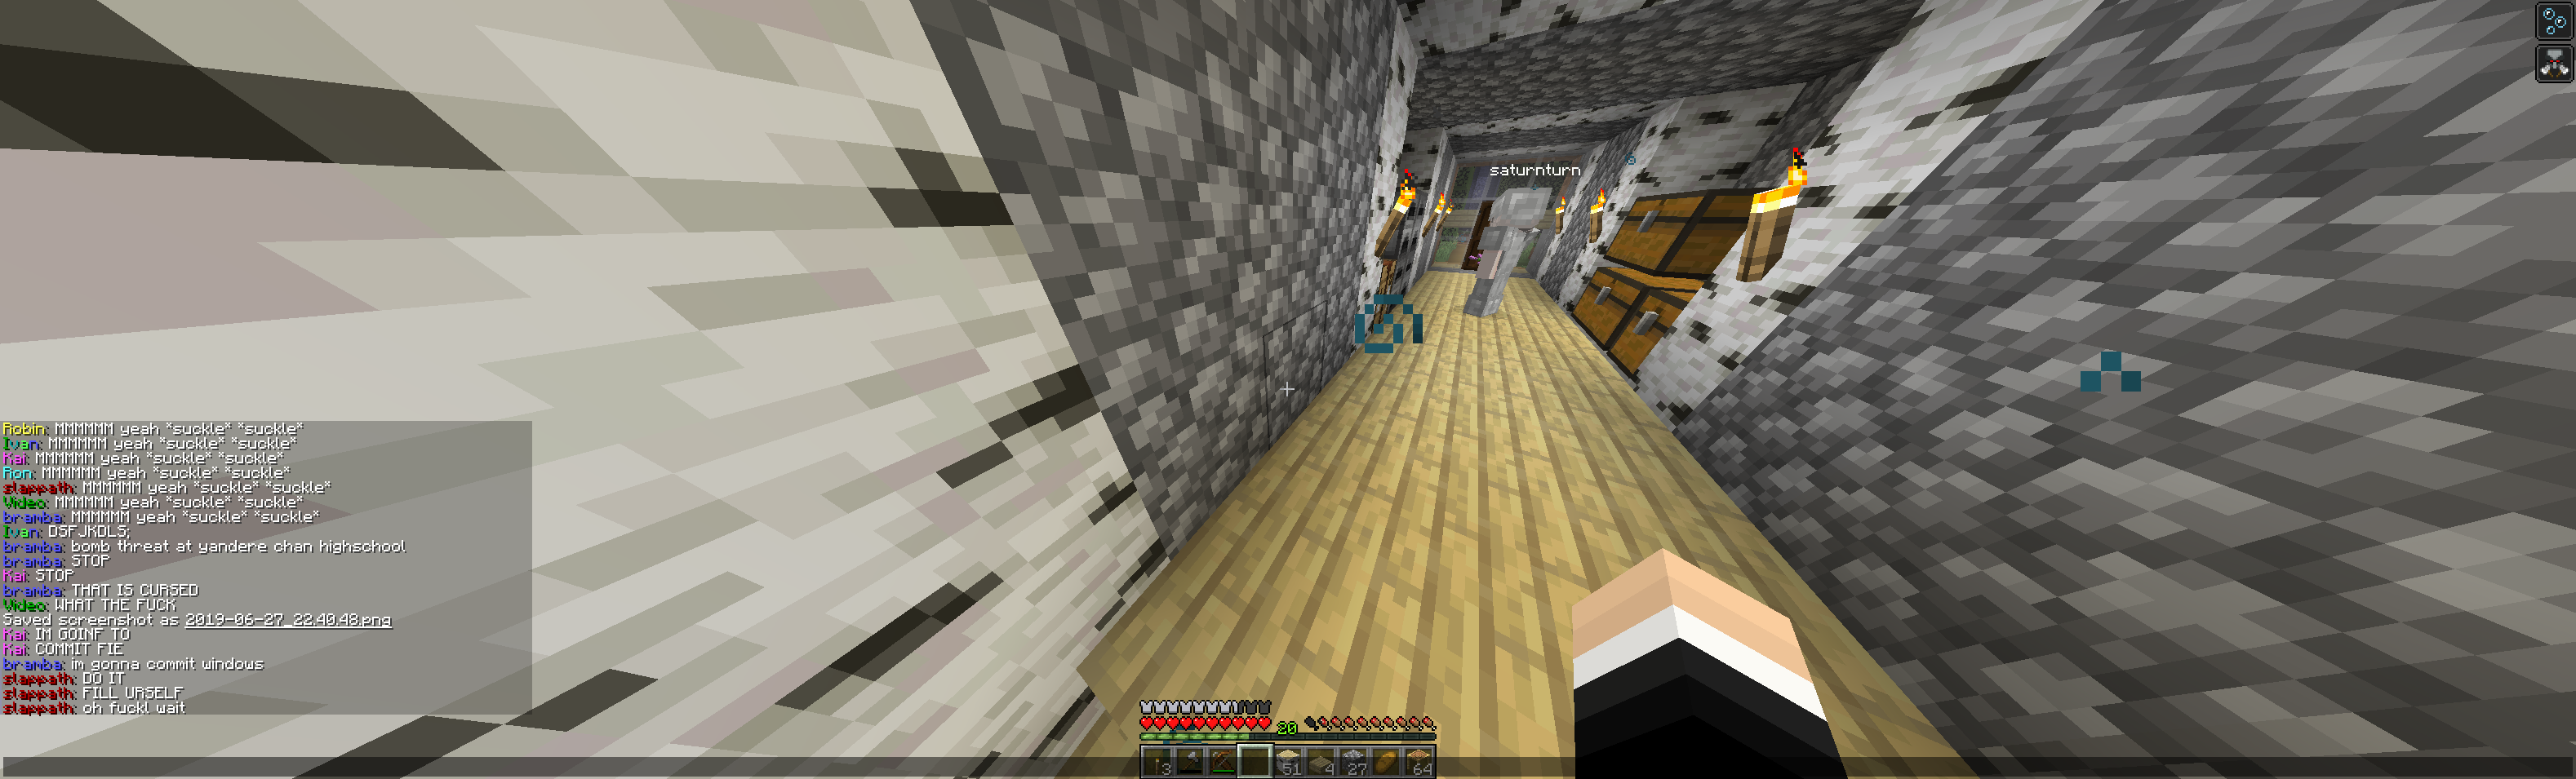 saturnturn
Robin: MMMMMM yeah *suckle* *suckle*
Ivan: MMMMMM yeah *suckle* *suckle*
Kai: MMMMMM yeah *suckle* *suckle*
Ron: MMMMMM yeah *suckle* *suckle*
slappath: MMMMMM yeah *suckle* *suckle*
Video: MMMMMM yeah *suckle* *suckle*
bramba: MMMMMM yeah *suckle* *suckle*
Ivan: DSFJKDLS;
bramba: bomb threat at yandere chan highschool
bramba: STOP
Kai: STOP
bramba: THAT IS CURSED
Video: WHAT THE FUCK
Saved screenshot as 2019-06-27_22.40.48.png
Kai: IM GOINF TO
Kai: COMMIT FIE
bramba: im gonna commit windows
slappath: DO IT
slappath: FILL URSELF
slappath: oh fuckl wait
20
3 51 4 27 64